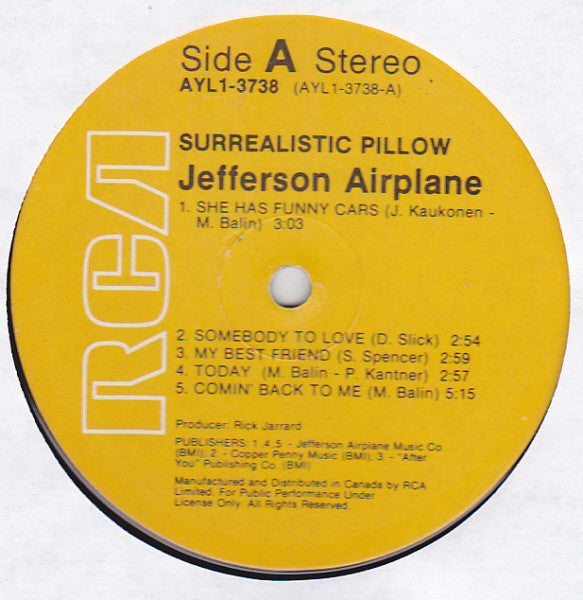 Side A Stereo
AYL1-3738 (AYL1-3738-A)
RCA
SURREALISTIC PILLOW
Jefferson Airplane
1. SHE HAS FUNNY CARS (J. Kaukonen -
M. Balin) 3:03
2. SOMEBODY TO LOVE (D. Slick) 2:54
3. MY BEST FRIEND (S. Spencer) 2:59
4. TODAY (M. Balin - P. Kantner) 2:57
5. COMIN' BACK TO ME (M. Balin) 5:15
Producer: Rick Jarrard
PUBLISHERS: 1,4,5 - Jefferson Airplane Music Co
(BMI); 2. - Copper Penny Music (BMI), 3 - "After
You" Publishing Co. (BMI)
Manufactured and Distributed in Canada by RCA
Limited. For Public Performance Under
License Only. All Rights Reserved.